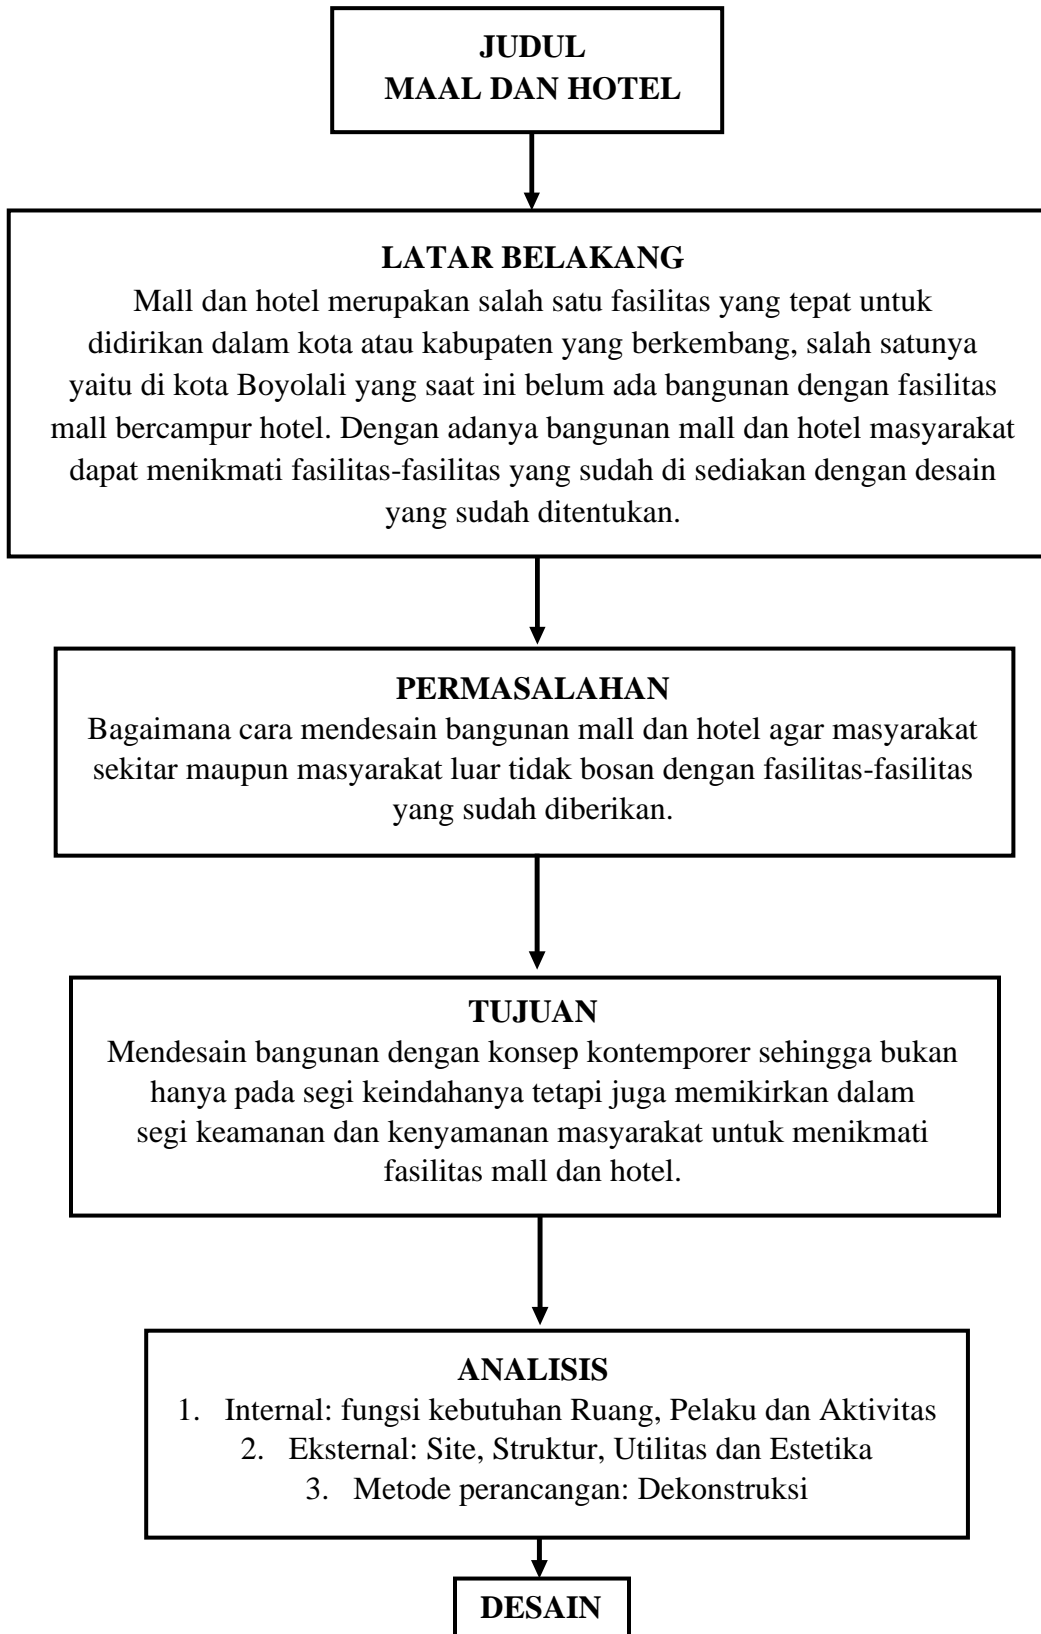 JUDUL
MAAL DAN HOTEL
LATAR BELAKANG
Mall dan hotel merupakan salah satu fasilitas yang tepat untuk
didirikan dalam kota atau kabupaten yang berkembang, salah satunya
yaitu di kota Boyolali yang saat ini belum ada bangunan dengan fasilitas
mall bercampur hotel. Dengan adanya bangunan mall dan hotel masyarakat
dapat menikmati fasilitas-fasilitas yang sudah di sediakan dengan desain
yang sudah ditentukan.
PERMASALAHAN
Bagaimana cara mendesain bangunan mall dan hotel agar masyarakat
sekitar maupun masyarakat luar tidak bosan dengan fasilitas-fasilitas
yang sudah diberikan.
TUJUAN
Mendesain bangunan dengan konsep kontemporer sehingga bukan
hanya pada segi keindahanya tetapi juga memikirkan dalam
segi keamanan dan kenyamanan masyarakat untuk menikmati
fasilitas mall dan hotel.
ANALISIS
1. Internal: fungsi kebutuhan Ruang, Pelaku dan Aktivitas
2. Eksternal: Site, Struktur, Utilitas dan Estetika
3. Metode perancangan: Dekonstruksi
DESAIN